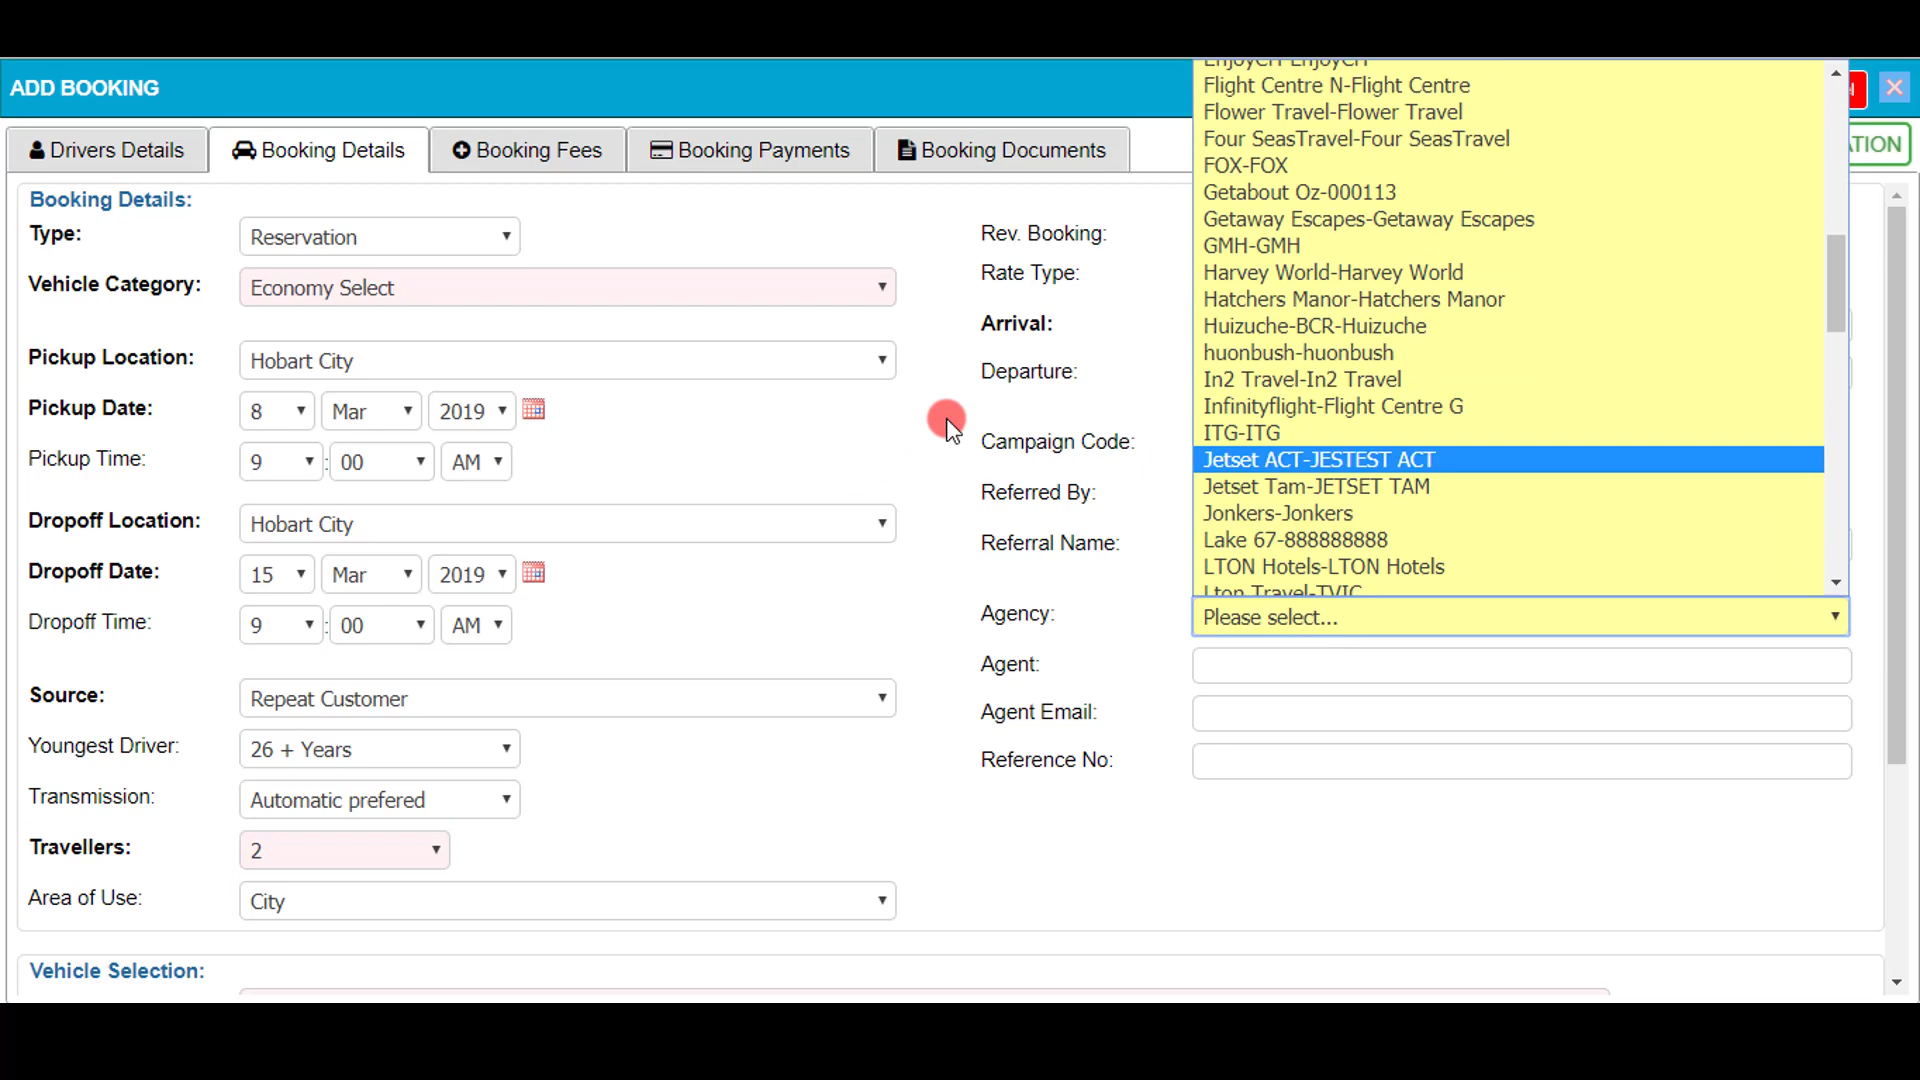 ADD BOOKING
Drivers Details
Booking Details
Booking Fees
Booking Payments
Booking Documents
Booking Details:
Type:
Reservation
Vehicle Category:
Economy Select
Pickup Location:
Hobart City
Pickup Date:
8 Mar 2019
Pickup Time:
9 : 00 AM
Dropoff Location:
Hobart City
Dropoff Date:
15 Mar 2019
Dropoff Time:
9 : 00 AM
Source:
Repeat Customer
Youngest Driver:
26 + Years
Transmission:
Automatic prefered
Travellers:
2
Area of Use:
City
Vehicle Selection:
Rev. Booking:
Rate Type:
Arrival:
Departure:
Campaign Code:
Referred By:
Referral Name:
Agency:
Please select...
Agent:
Agent Email:
Reference No:
EnjoyCH-EnjoyCH
Flight Centre N-Flight Centre
Flower Travel-Flower Travel
Four SeasTravel-Four SeasTravel
FOX-FOX
Getabout Oz-000113
Getaway Escapes-Getaway Escapes
GMH-GMH
Harvey World-Harvey World
Hatchers Manor-Hatchers Manor
Huizuche-BCR-Huizuche
huonbush-huonbush
In2 Travel-In2 Travel
Infinityflight-Flight Centre G
ITG-ITG
Jetset ACT-JESTEST ACT
Jetset Tam-JETSET TAM
Jonkers-Jonkers
Lake 67-888888888
LTON Hotels-LTON Hotels
Lton Travel-TVIC